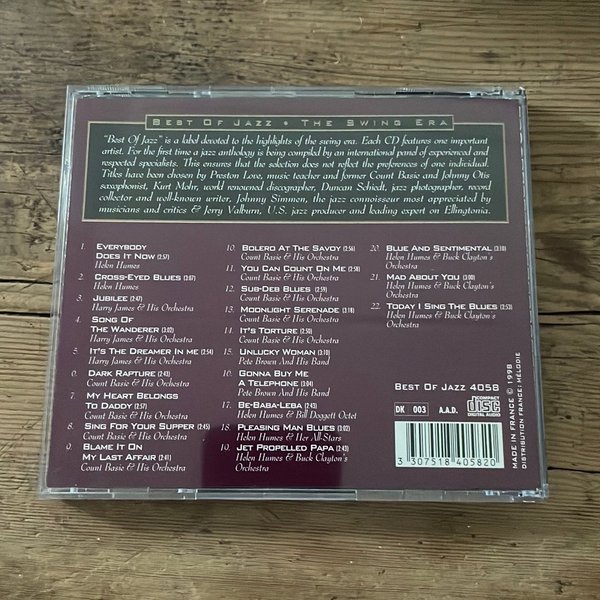 BEST OF JAZZ • THE SWING ERA
"Best Of Jazz" is a label devoted to the highlights of the swing era. Each CD features one important
artist. For the first time a jazz anthology is being compiled by an international panel of experienced and
respected specialists. This ensures that the selection does not reflect the preferences of one individual.
Titles have been chosen by Preston Love, music teacher and former Count Basie and Johnny Otis
saxophonist, Kurt Mohr, world renowned discographer, Duncan Schiedt, jazz photographer, record
collector and well-known writer, Johnny Simmen, the jazz connoisseur most appreciated by
musicians and critics & Jerry Valburn, U.S. jazz producer and leading expert on Ellingtonia.
1. EVERYBODY
DOES IT NOW (2:57)
Helen Humes
2. CROSS-EYED BLUES (3:07)
Helen Humes
3. JUBILEE (2:47)
Harry James & His Orchestra
4. SONG OF
THE WANDERER (3:02)
Harry James & His Orchestra
5. IT'S THE DREAMER IN ME (2:54)
Harry James & His Orchestra
6. DARK RAPTURE (2:40)
Count Basie & His Orchestra
7. MY HEART BELONGS
TO DADDY (2:57)
Count Basie & His Orchestra
8. SING FOR YOUR SUPPER (2:45)
Count Basie & His Orchestra
9. BLAME IT ON
MY LAST AFFAIR (2:41)
Count Basie & His Orchestra
10. BOLERO AT THE SAVOY (2:56)
Count Basie & His Orchestra
11. YOU CAN COUNT ON ME (2:58)
Count Basie & His Orchestra
12. SUB-DEB BLUES (2:59)
Count Basie & His Orchestra
13. MOONLIGHT SERENADE (3:18)
Count Basie & His Orchestra
14. IT'S TORTURE (2:50)
Count Basie & His Orchestra
15. UNLUCKY WOMAN (3:10)
Pete Brown And His Band
16. GONNA BUY ME
A TELEPHONE (3:04)
Pete Brown And His Band
17. BE-BABA-LEBA (2:43)
Helen Humes & Bill Doggett Octet
18. PLEASING MAN BLUES (3:02)
Helen Humes & Her All-Stars
19. JET PROPELLED PAPA (2:43)
Helen Humes & Buck Clayton's
Orchestra
20. BLUE AND SENTIMENTAL (3:10)
Helen Humes & Buck Clayton's
Orchestra
21. MAD ABOUT YOU (3:00)
Helen Humes & Buck Clayton's
Orchestra
22. TODAY I SING THE BLUES (2:53)
Helen Humes & Buck Clayton's
Orchestra
BEST OF JAZZ 4058
DK 003
A.A.D.
COMPACT
disc
DIGITAL AUDIO
3 307518 405820
MADE IN FRANCE © 1998
DISTRIBUTION FRANCE: MÉLODIE